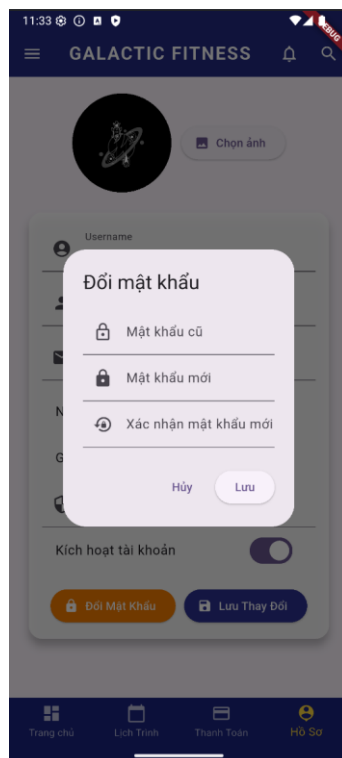 11:33
GALACTIC FITNESS
Chọn ảnh
Username
Đổi mật khẩu
Mật khẩu cũ
Mật khẩu mới
Xác nhận mật khẩu mới
N
G
Hủy
Lưu
Kích hoạt tài khoản
Đổi Mật Khẩu
Lưu Thay Đổi
Trang chủ
Lịch Trình
Thanh Toán
Hồ Sơ